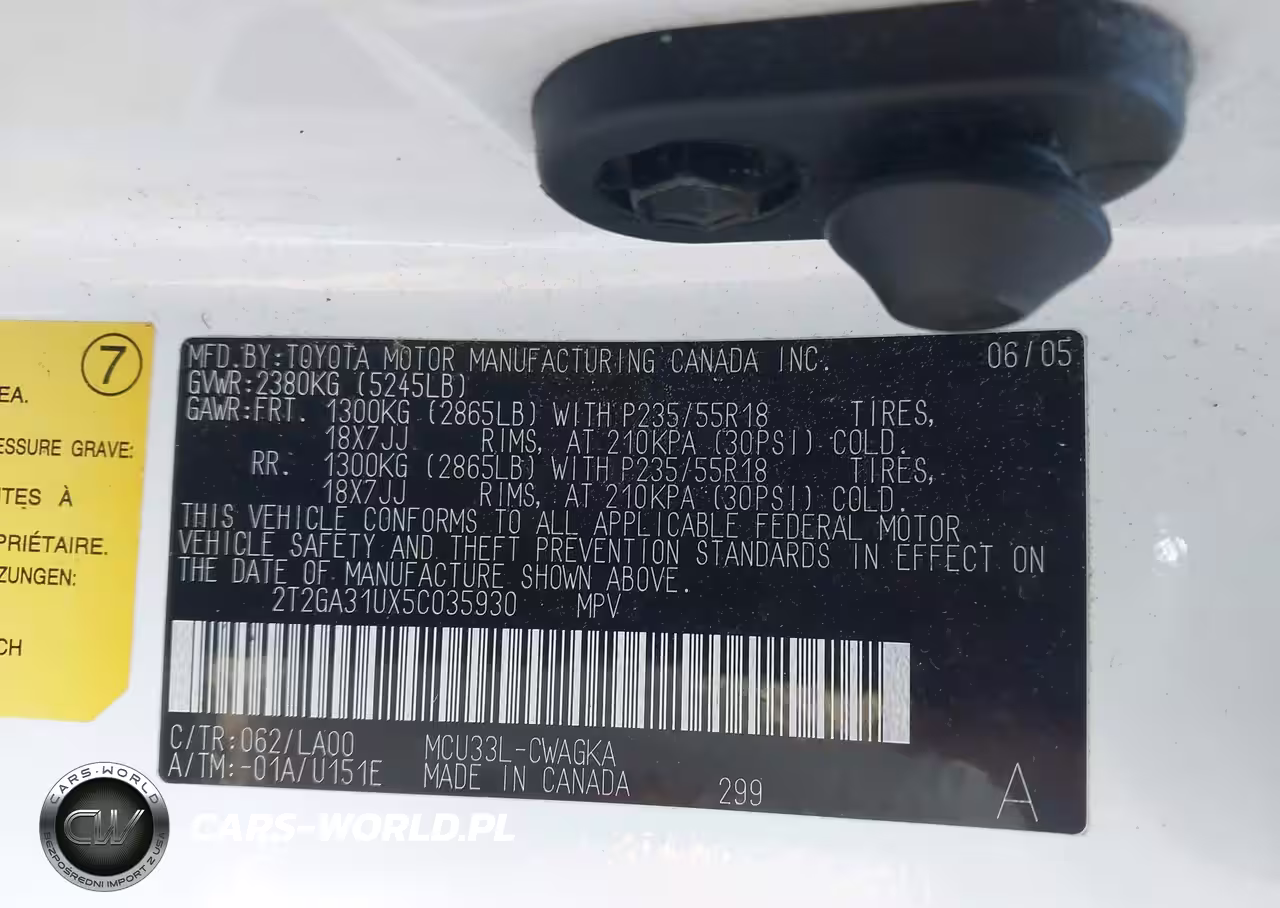 7
EA.
ESSURE GRAVE:
TES À
PRIÉTAIRE.
ZUNGEN:
CH
MFD.BY:TOYOTA MOTOR MANUFACTURING CANADA INC. 06/05
GVWR:2380KG (5245LB)
GAWR:FRT. 1300KG (2865LB) WITH P235/55R18 TIRES,
18X7JJ RIMS, AT 210KPA (30PSI) COLD.
RR. 1300KG (2865LB) WITH P235/55R18 TIRES,
18X7JJ RIMS, AT 210KPA (30PSI) COLD.
THIS VEHICLE CONFORMS TO ALL APPLICABLE FEDERAL MOTOR
VEHICLE SAFETY AND THEFT PREVENTION STANDARDS IN EFFECT ON
THE DATE OF MANUFACTURE SHOWN ABOVE.
2T2GA31UX5C035930 MPV
C/TR:062/LA00 MCU33L-CWAGKA
A/TM:-01A/U151E MADE IN CANADA 299 A
CARS-WORLD
CW
BEZPOŚREDNI IMPORT Z USA
CARS-WORLD.PL